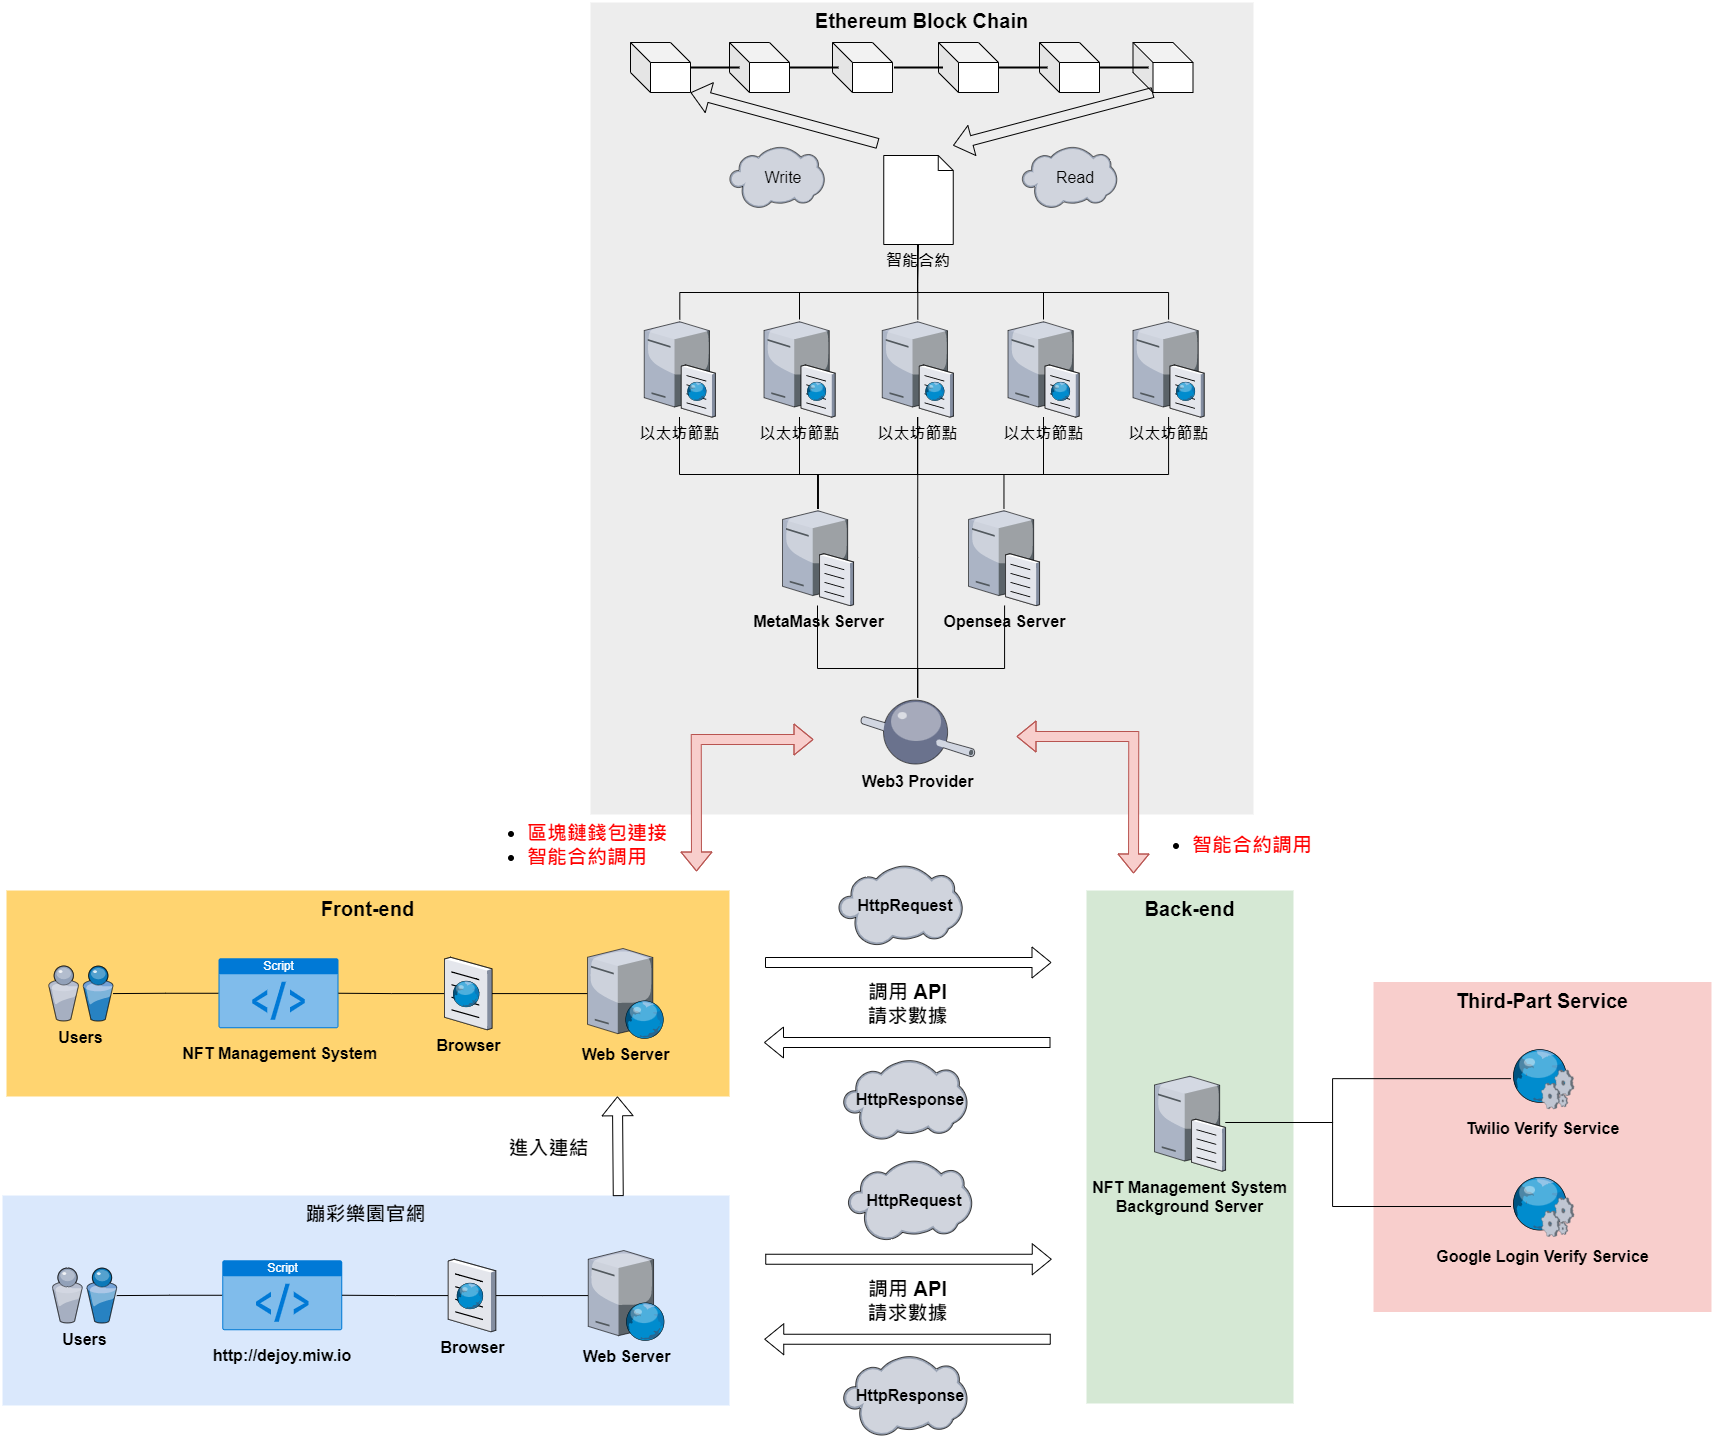 Ethereum Block Chain
Write
Read
智能合約
以太坊節點
以太坊節點
以太坊節點
以太坊節點
以太坊節點
MetaMask Server
Opensea Server
Web3 Provider
區塊鏈錢包連接
智能合約調用
智能合約調用
Front-end
Script
</>
Users
NFT Management System
Browser
Web Server
HttpRequest
調用 API
請求數據
HttpResponse
Back-end
NFT Management System
Background Server
Third-Part Service
Twilio Verify Service
Google Login Verify Service
進入連結
蹦彩樂園官網
Script
</>
Users
http://dejoy.miw.io
Browser
Web Server
HttpRequest
調用 API
請求數據
HttpResponse